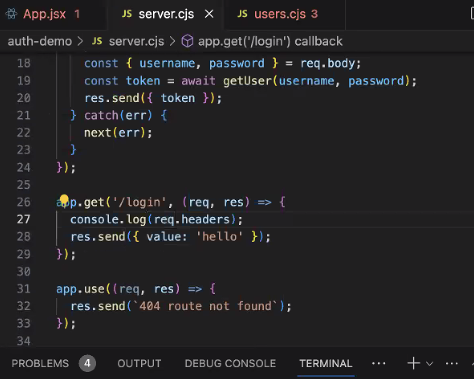 App.jsx 1 JS server.cjs JS users.cjs 3
auth-demo > JS server.cjs > app.get('/login') callback
18 const { username, password } = req.body;
19 const token = await getUser(username, password);
20 res.send({ token });
21 } catch(err) {
22 next(err);
23 }
24 });
25
26 app.get('/login', (req, res) => {
27 console.log(req.headers);
28 res.send({ value: 'hello' });
29 });
30
31 app.use((req, res) => {
32 res.send(`404 route not found`);
33 });
34
PROBLEMS 4 OUTPUT DEBUG CONSOLE TERMINAL